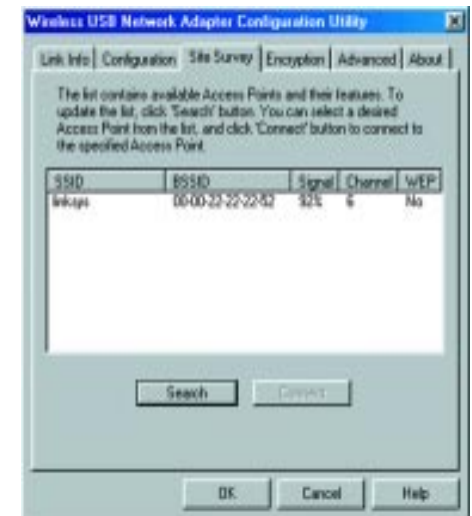 Wireless USB Network Adapter Configuration Utility
Link Info Configuration Site Survey Encryption Advanced About
The list contains available Access Points and their features. To
update the list, click 'Search' button. You can select a desired
Access Point from the list, and click 'Connect' button to connect to
the specified Access Point.
SSID BSSID Signal Channel WEP
linksys 00-00-22-22-22-52 92% 6 No
Search Connect
OK Cancel Help